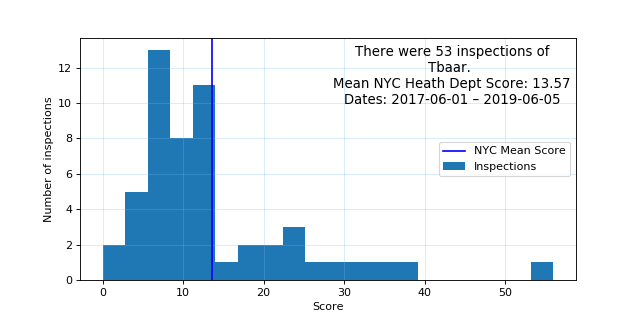 There were 53 inspections of
Tbaar.
Mean NYC Heath Dept Score: 13.57
Dates: 2017-06-01 – 2019-06-05
NYC Mean Score
Inspections
Number of inspections
12
10
8
6
4
2
0
0 10 20 30 40 50
Score